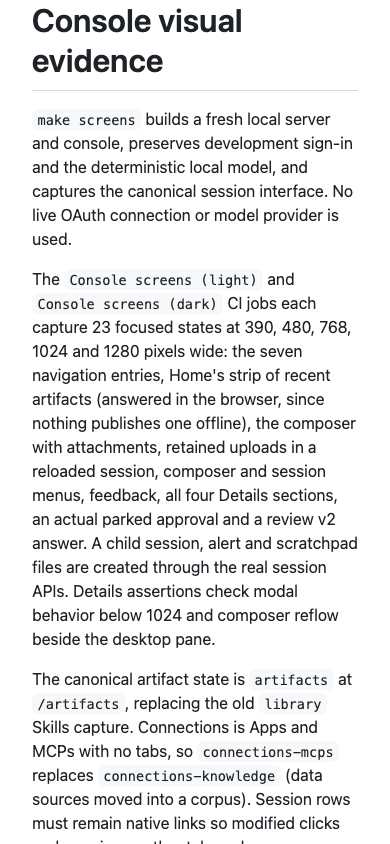 Console visual
evidence
make screens builds a fresh local server
and console, preserves development sign-in
and the deterministic local model, and
captures the canonical session interface. No
live OAuth connection or model provider is
used.
The Console screens (light) and
Console screens (dark) CI jobs each
capture 23 focused states at 390, 480, 768,
1024 and 1280 pixels wide: the seven
navigation entries, Home's strip of recent
artifacts (answered in the browser, since
nothing publishes one offline), the composer
with attachments, retained uploads in a
reloaded session, composer and session
menus, feedback, all four Details sections,
an actual parked approval and a review v2
answer. A child session, alert and scratchpad
files are created through the real session
APIs. Details assertions check modal
behavior below 1024 and composer reflow
beside the desktop pane.
The canonical artifact state is artifacts at
/artifacts, replacing the old library
Skills capture. Connections is Apps and
MCPs with no tabs, so connections-mcps
replaces connections-knowledge (data
sources moved into a corpus). Session rows
must remain native links so modified clicks